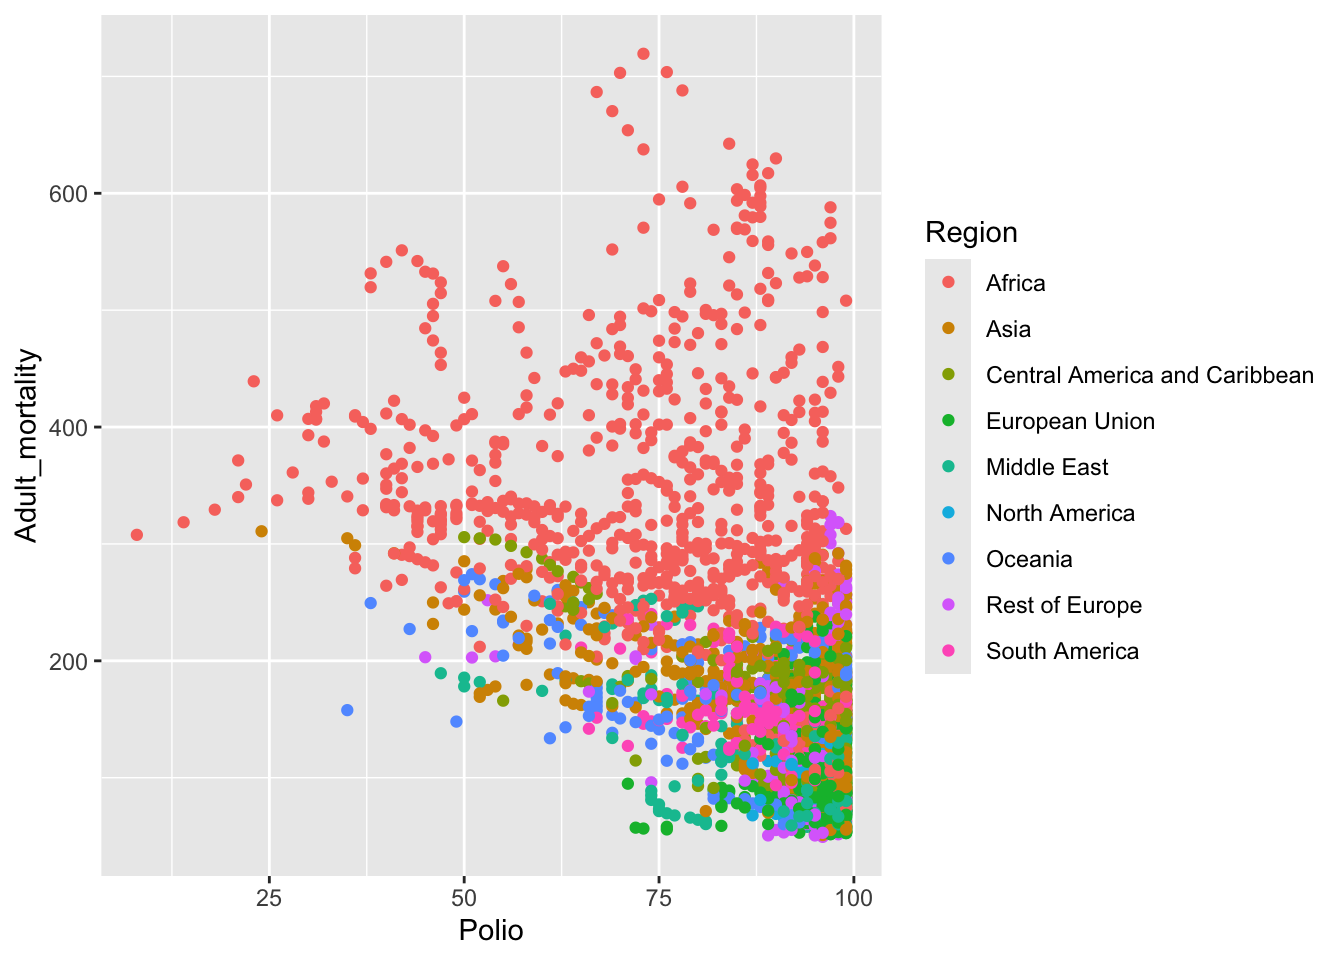 Adult_mortality
600
400
200
25
50
75
100
Polio
Region
Africa
Asia
Central America and Caribbean
European Union
Middle East
North America
Oceania
Rest of Europe
South America